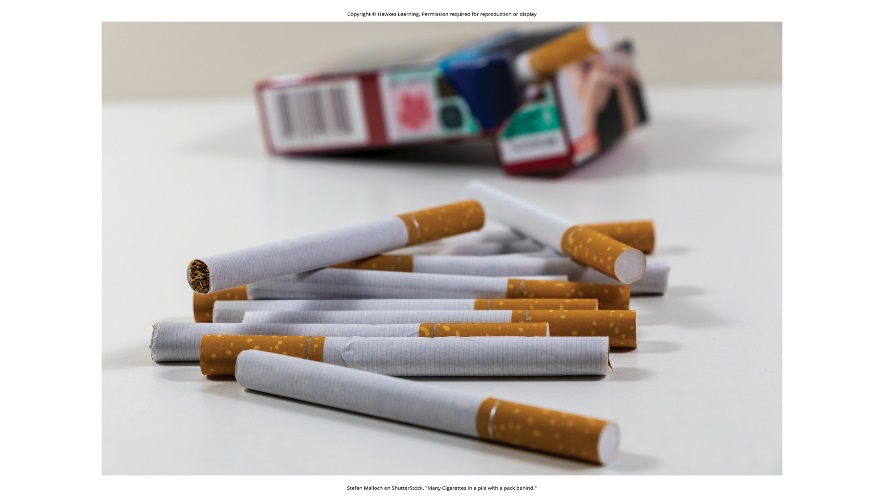 Copyright © Hawkes Learning. Permission required for reproduction or display
Stefan Malloch on ShutterStock. "Many Cigarettes in a pile with a pack behind."